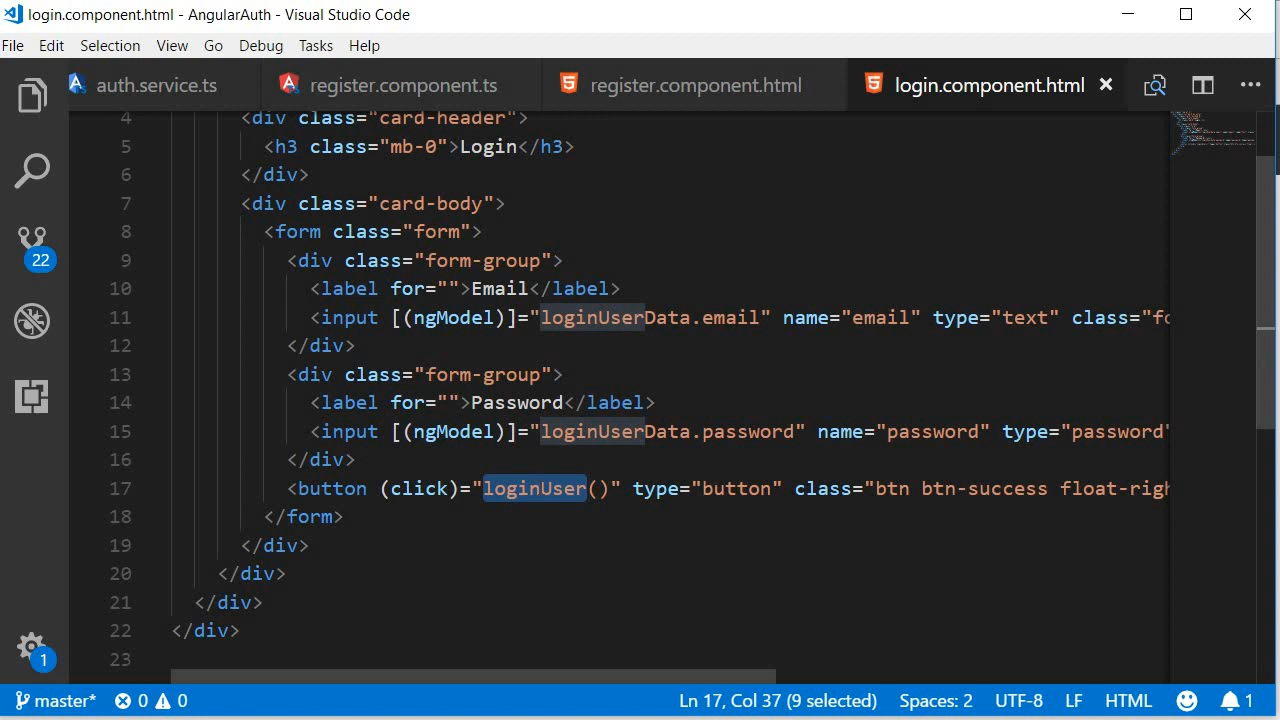 login.component.html - AngularAuth - Visual Studio Code
File Edit Selection View Go Debug Tasks Help
auth.service.ts register.component.ts register.component.html login.component.html
4 <div class="card-header">
5 <h3 class="mb-0">Login</h3>
6 </div>
7 <div class="card-body">
8 <form class="form">
9 <div class="form-group">
10 <label for="">Email</label>
11 <input [(ngModel)]="loginUserData.email" name="email" type="text" class="fo
12 </div>
13 <div class="form-group">
14 <label for="">Password</label>
15 <input [(ngModel)]="loginUserData.password" name="password" type="password"
16 </div>
17 <button (click)="loginUser()" type="button" class="btn btn-success float-righ
18 </form>
19 </div>
20 </div>
21 </div>
22 </div>
23
22
1
master* 0 0 Ln 17, Col 37 (9 selected) Spaces: 2 UTF-8 LF HTML 1